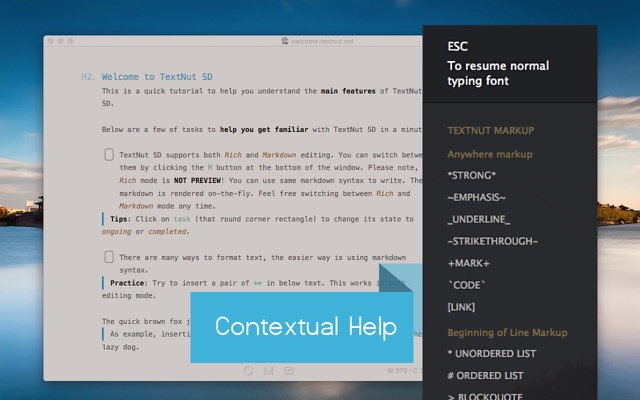 welcome-textnut.md
H2. Welcome to TextNut SD
This is a quick tutorial to help you understand the main features of TextNut
SD.
Below are a few of tasks to help you get familiar with TextNut SD in a
TextNut SD supports both Rich and Markdown editing. You can switch
them by clicking the M button at the bottom of the window. Please note,
Rich mode is NOT PREVIEW! You can use same markdown syntax to write. The
markdown is rendered on-the-fly. Feel free switching between Rich and
Markdown mode any time.
Tips: Click on task (that round corner rectangle) to change its state to
ongoing or completed.
There are many ways to format text, the easier way is using markdown
syntax.
Practice: Try to insert a pair of ** in below text. This works in
editing mode.
The quick brown fox
As example,
lazy dog.
M
W 370 - C
Contextual Help
ESC
To resume normal
typing font
TEXTNUT MARKUP
Anywhere markup
*STRONG*
~EMPHASIS~
_UNDERLINE_
-STRIKETHROUGH-
+MARK+
`CODE`
[LINK]
Beginning of Line Markup
* UNORDERED LIST
# ORDERED LIST
> BLOCKQUOTE